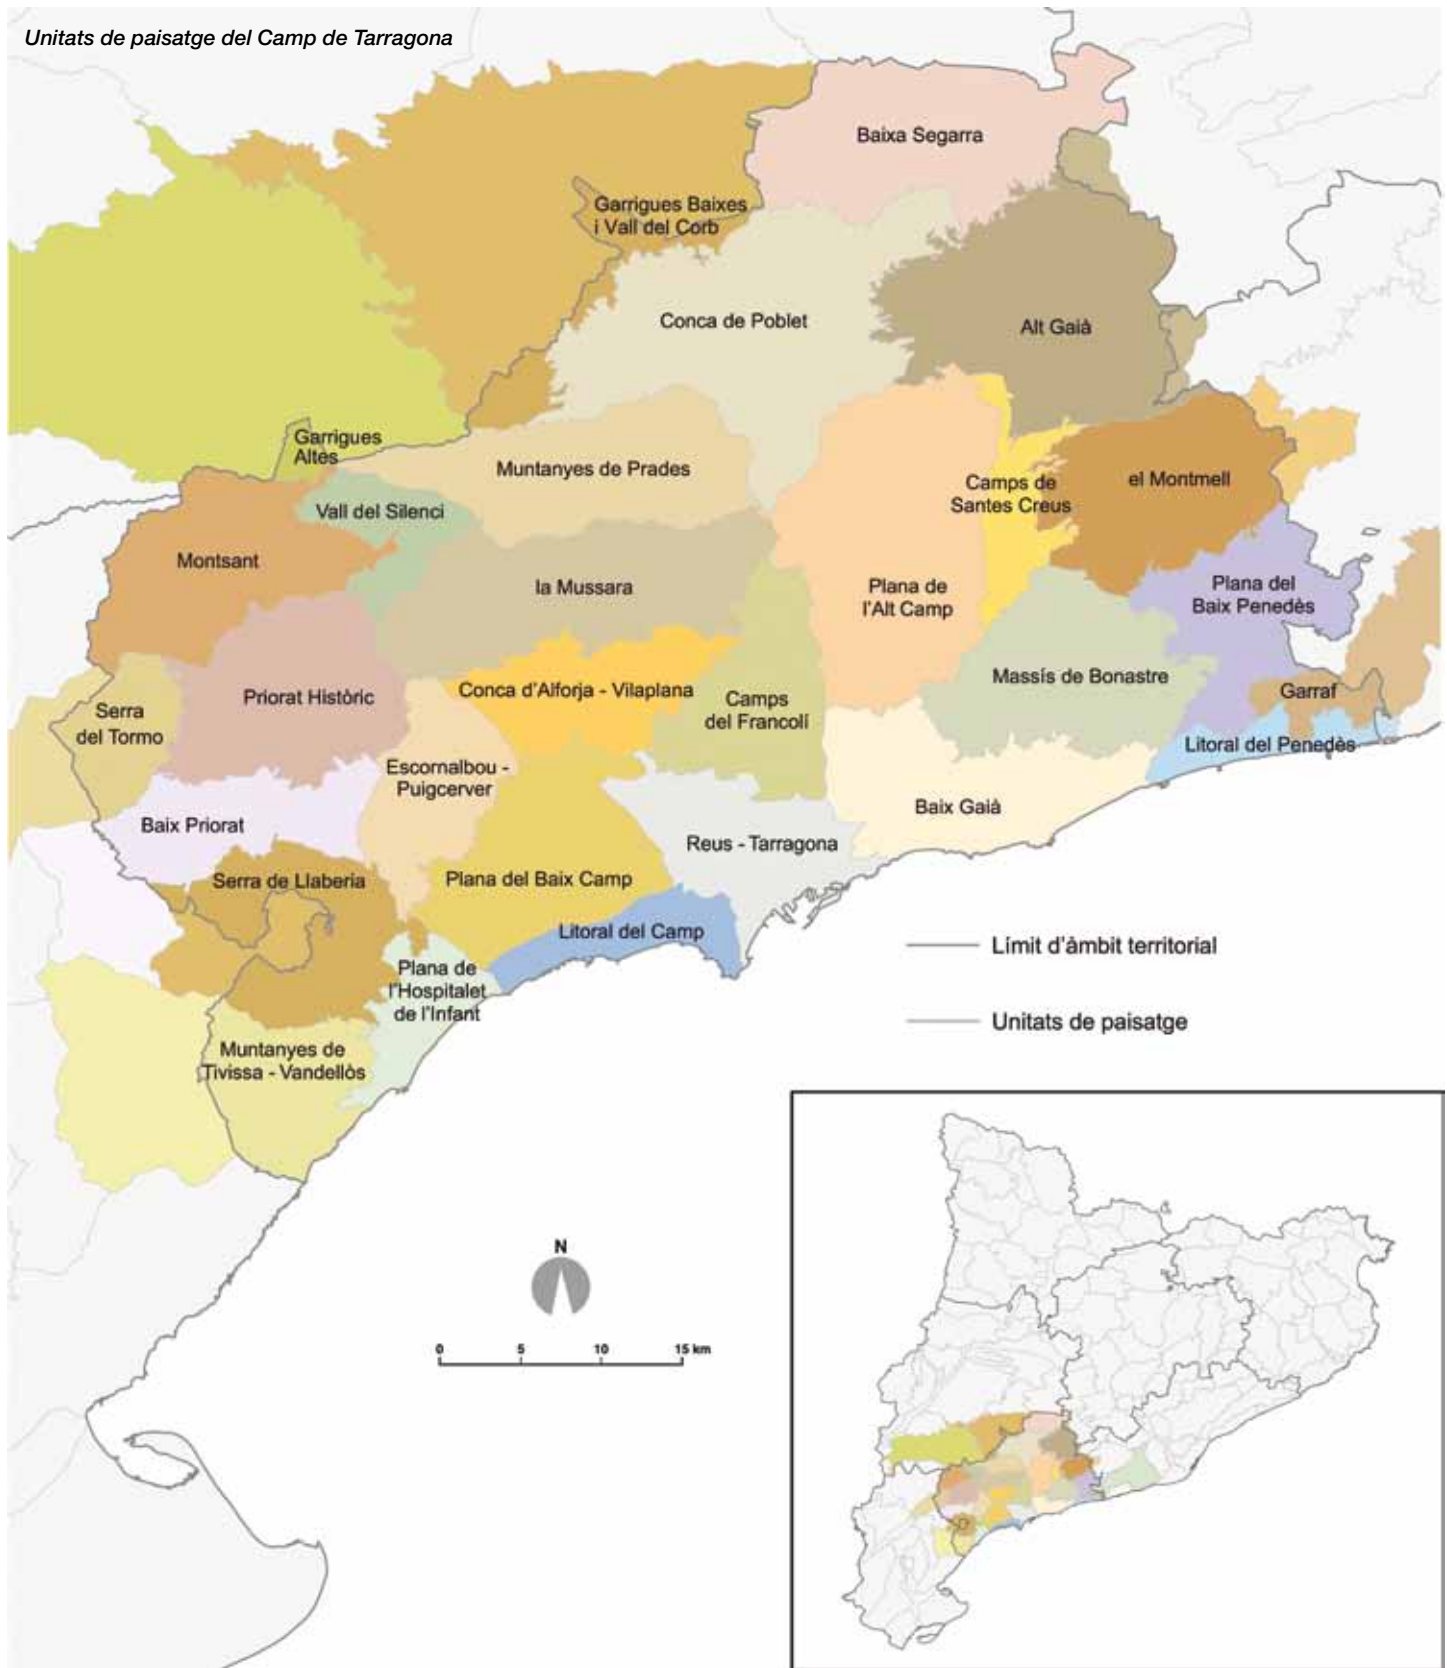 Unitats de paisatge del Camp de Tarragona
Baixa Segarra
Garrigues Baixes
i Vall del Corb
Conca de Poblet
Alt Gaià
Garrigues
Altes
Muntanyes de Prades
Camps de
Santes Creus
el Montmell
Vall del Silenci
Montsant
la Mussara
Plana de
l'Alt Camp
Plana del
Baix Penedès
Priorat Històric
Conca d'Alforja - Vilaplana
Camps
del Francolí
Massís de Bonastre
Garraf
Serra
del Tormo
Litoral del Penedès
Escornalbou -
Puigcerver
Baix Priorat
Baix Gaià
Reus - Tarragona
Serra de Llaberia
Plana del Baix Camp
Litoral del Camp
Plana de
l'Hospitalet
de l'Infant
Muntanyes de
Tivissa - Vandellòs
Límit d'àmbit territorial
Unitats de paisatge
N
0 5 10 15 km